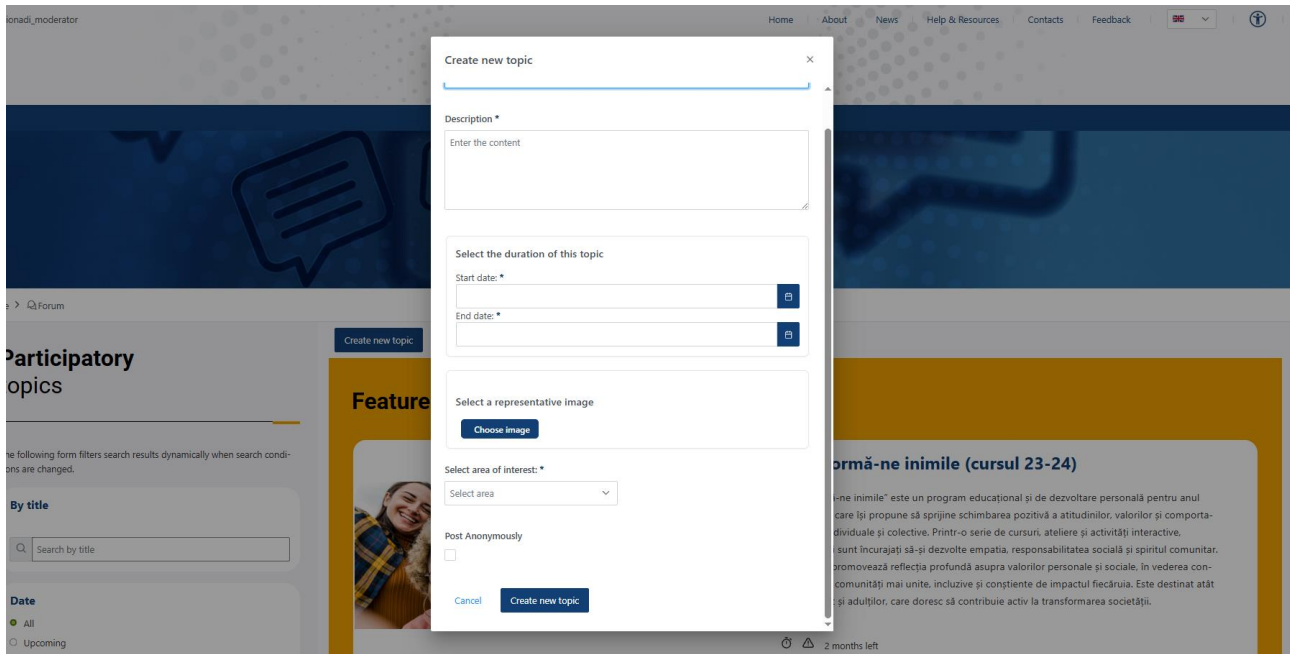 ionadi_moderator
Home About News Help & Resources Contacts Feedback
Create new topic
Description *
Enter the content
Select the duration of this topic
Start date: *
End date: *
Select a representative image
Choose image
Select area of interest: *
Select area
Post Anonymously
Cancel Create new topic
Forum
Participatory
opics
he following form filters search results dynamically when search condi-
ons are changed.
By title
Search by title
Date
All
Upcoming
Create new topic
Feature
ormă-ne inimile (cursul 23-24)
ă-ne inimile” este un program educațional și de dezvoltare personală pentru anul
care își propune să sprijine schimbarea pozitivă a atitudinilor, valorilor și comporta-
dividuale și colective. Printr-o serie de cursuri, ateliere și activități interactive,
i sunt încurajați să-și dezvolte empatia, responsabilitatea socială și spiritul comunitar.
promovează reflecția profundă asupra valorilor personale și sociale, în vederea con-
comunități mai unite, incluzive și conștiente de impactul fiecăruia. Este destinat atât
și adulților, care doresc să contribuie activ la transformarea societății.
2 months left